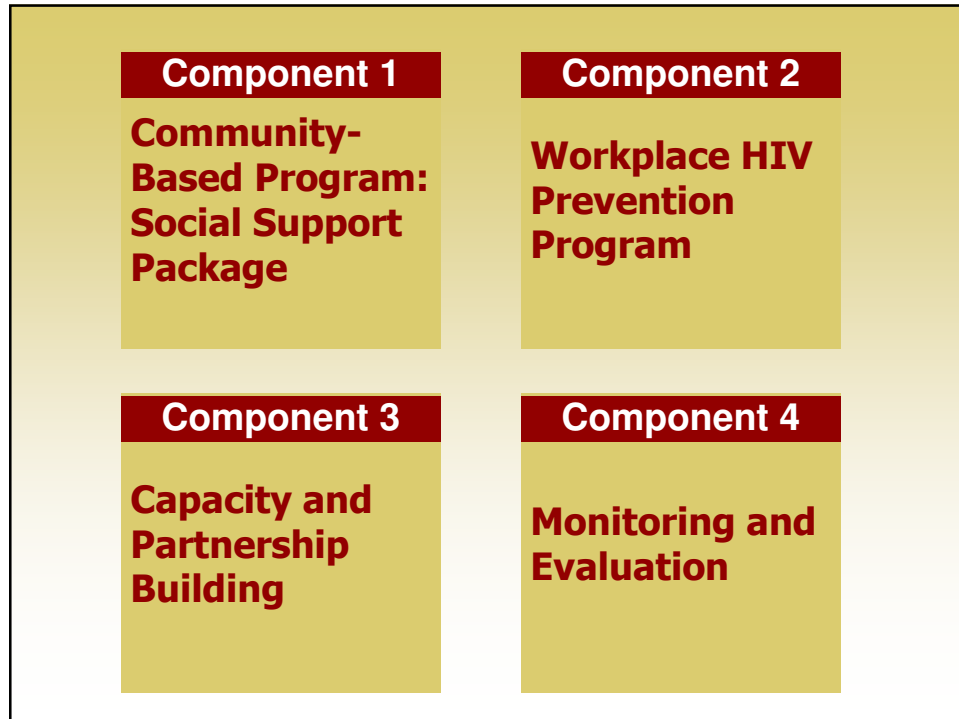 Component 1
Community-
Based Program:
Social Support
Package
Component 2
Workplace HIV
Prevention
Program
Component 3
Capacity and
Partnership
Building
Component 4
Monitoring and
Evaluation